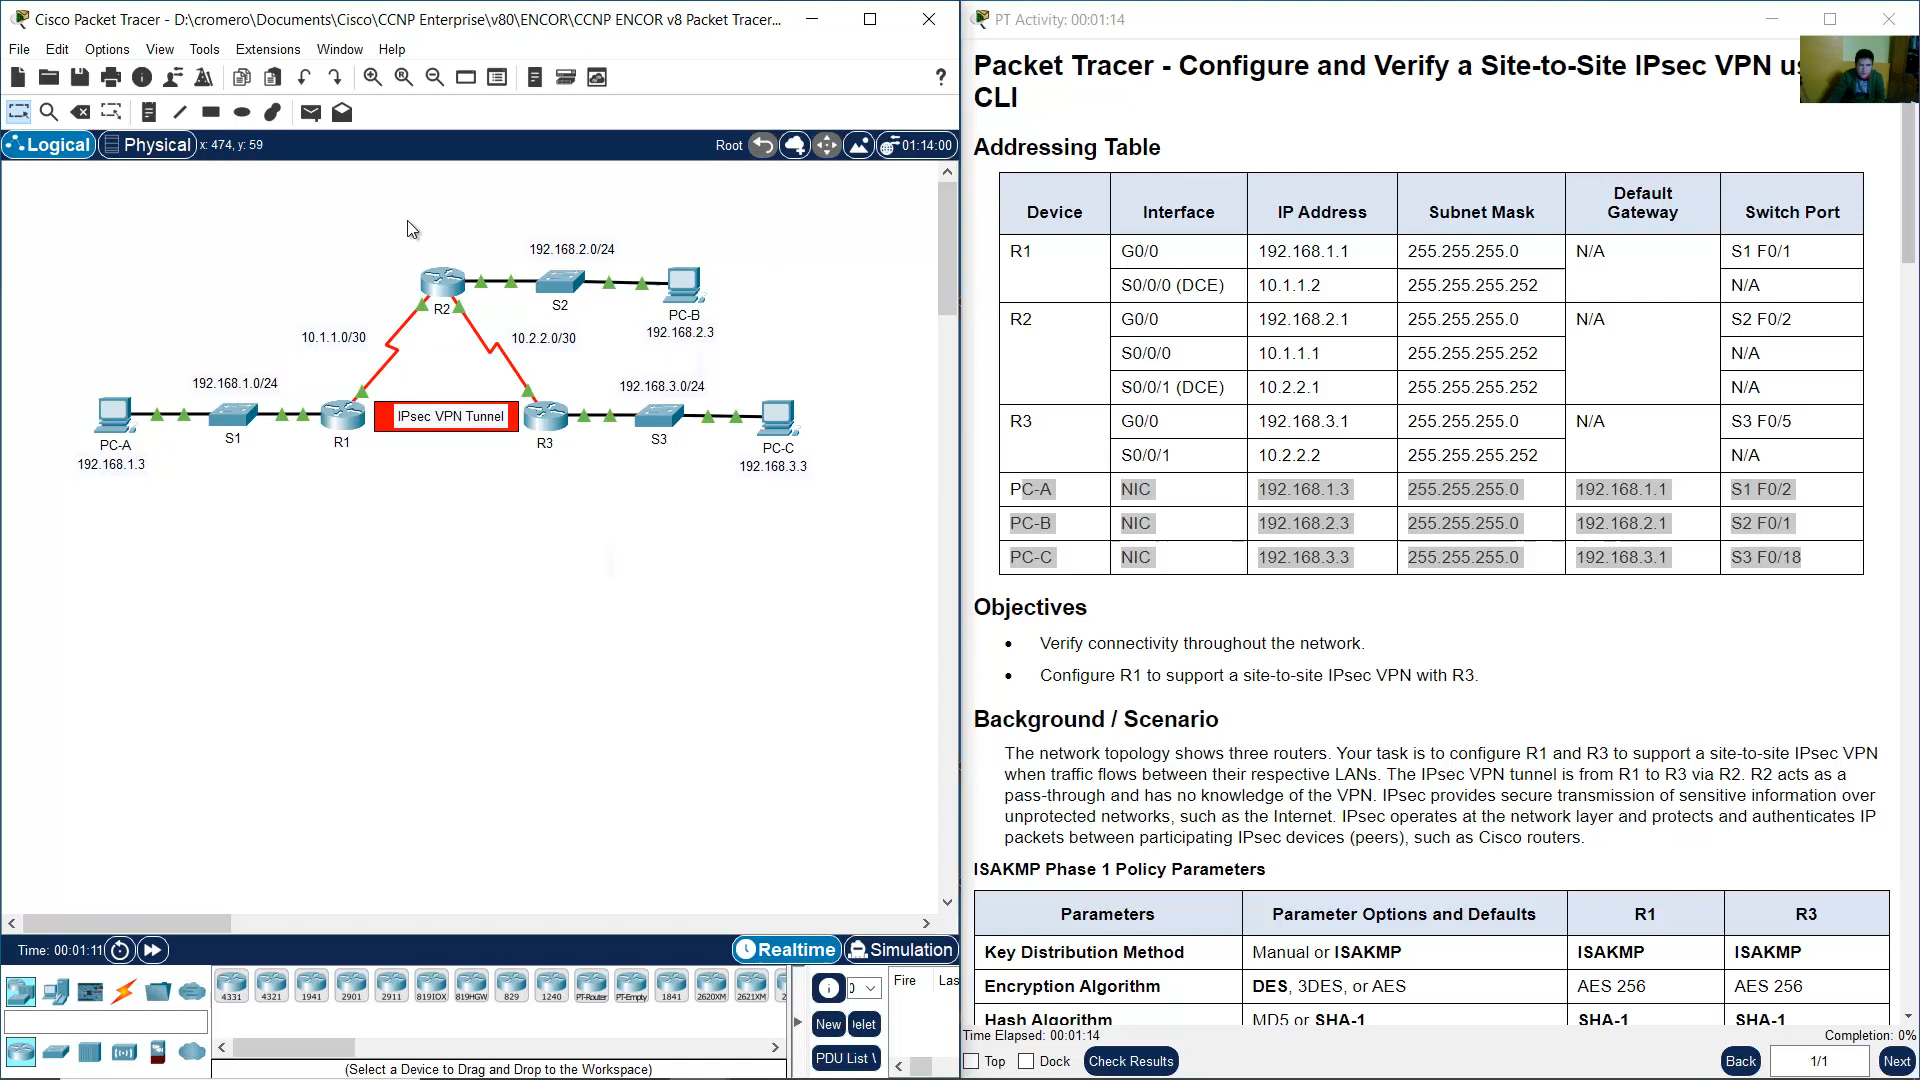 Cisco Packet Tracer - D:\cromero\Documents\Cisco\CCNP Enterprise\v80\ENCOR\CCNP ENCOR v8 Packet Tracer...
File Edit Options View Tools Extensions Window Help
Logical Physical x: 474, y: 59 Root 01:14:00
192.168.2.0/24
R2 S2 PC-B
192.168.2.3
10.1.1.0/30 10.2.2.0/30
192.168.1.0/24 192.168.3.0/24
IPsec VPN Tunnel
PC-A S1 R1 R3 S3 PC-C
192.168.1.3 192.168.3.3
Time: 00:01:11 Realtime Simulation
4331 4321 1941 2901 2911 819IOX 819HGW 829 1240 PT-Router PT-Empty 1841 2620XM 2621XM 2
0 Fire Las
New elet
PDU List \
(Select a Device to Drag and Drop to the Workspace)
PT Activity: 00:01:14
Packet Tracer - Configure and Verify a Site-to-Site IPsec VPN u
CLI
Addressing Table
Device Interface IP Address Subnet Mask Default Gateway Switch Port
R1 G0/0 192.168.1.1 255.255.255.0 N/A S1 F0/1
S0/0/0 (DCE) 10.1.1.2 255.255.255.252 N/A
R2 G0/0 192.168.2.1 255.255.255.0 N/A S2 F0/2
S0/0/0 10.1.1.1 255.255.255.252 N/A
S0/0/1 (DCE) 10.2.2.1 255.255.255.252 N/A
R3 G0/0 192.168.3.1 255.255.255.0 N/A S3 F0/5
S0/0/1 10.2.2.2 255.255.255.252 N/A
PC-A NIC 192.168.1.3 255.255.255.0 192.168.1.1 S1 F0/2
PC-B NIC 192.168.2.3 255.255.255.0 192.168.2.1 S2 F0/1
PC-C NIC 192.168.3.3 255.255.255.0 192.168.3.1 S3 F0/18
Objectives
• Verify connectivity throughout the network.
• Configure R1 to support a site-to-site IPsec VPN with R3.
Background / Scenario
The network topology shows three routers. Your task is to configure R1 and R3 to support a site-to-site IPsec VPN
when traffic flows between their respective LANs. The IPsec VPN tunnel is from R1 to R3 via R2. R2 acts as a
pass-through and has no knowledge of the VPN. IPsec provides secure transmission of sensitive information over
unprotected networks, such as the Internet. IPsec operates at the network layer and protects and authenticates IP
packets between participating IPsec devices (peers), such as Cisco routers.
ISAKMP Phase 1 Policy Parameters
Parameters Parameter Options and Defaults R1 R3
Key Distribution Method Manual or ISAKMP ISAKMP ISAKMP
Encryption Algorithm DES, 3DES, or AES AES 256 AES 256
Hash Algorithm MD5 or SHA-1 SHA-1 SHA-1
Time Elapsed: 00:01:14 Completion: 0%
Top Dock Check Results Back 1/1 Next